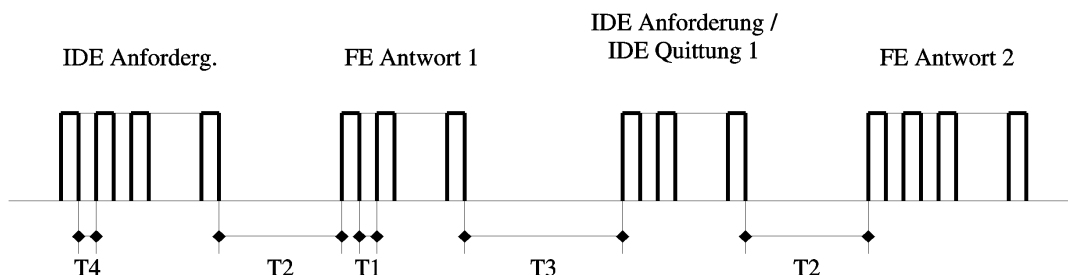 IDE Anforderung /
IDE Anforderg.
FE Antwort 1
IDE Quittung 1
FE Antwort 2
T4
T2
T1
T3
T2